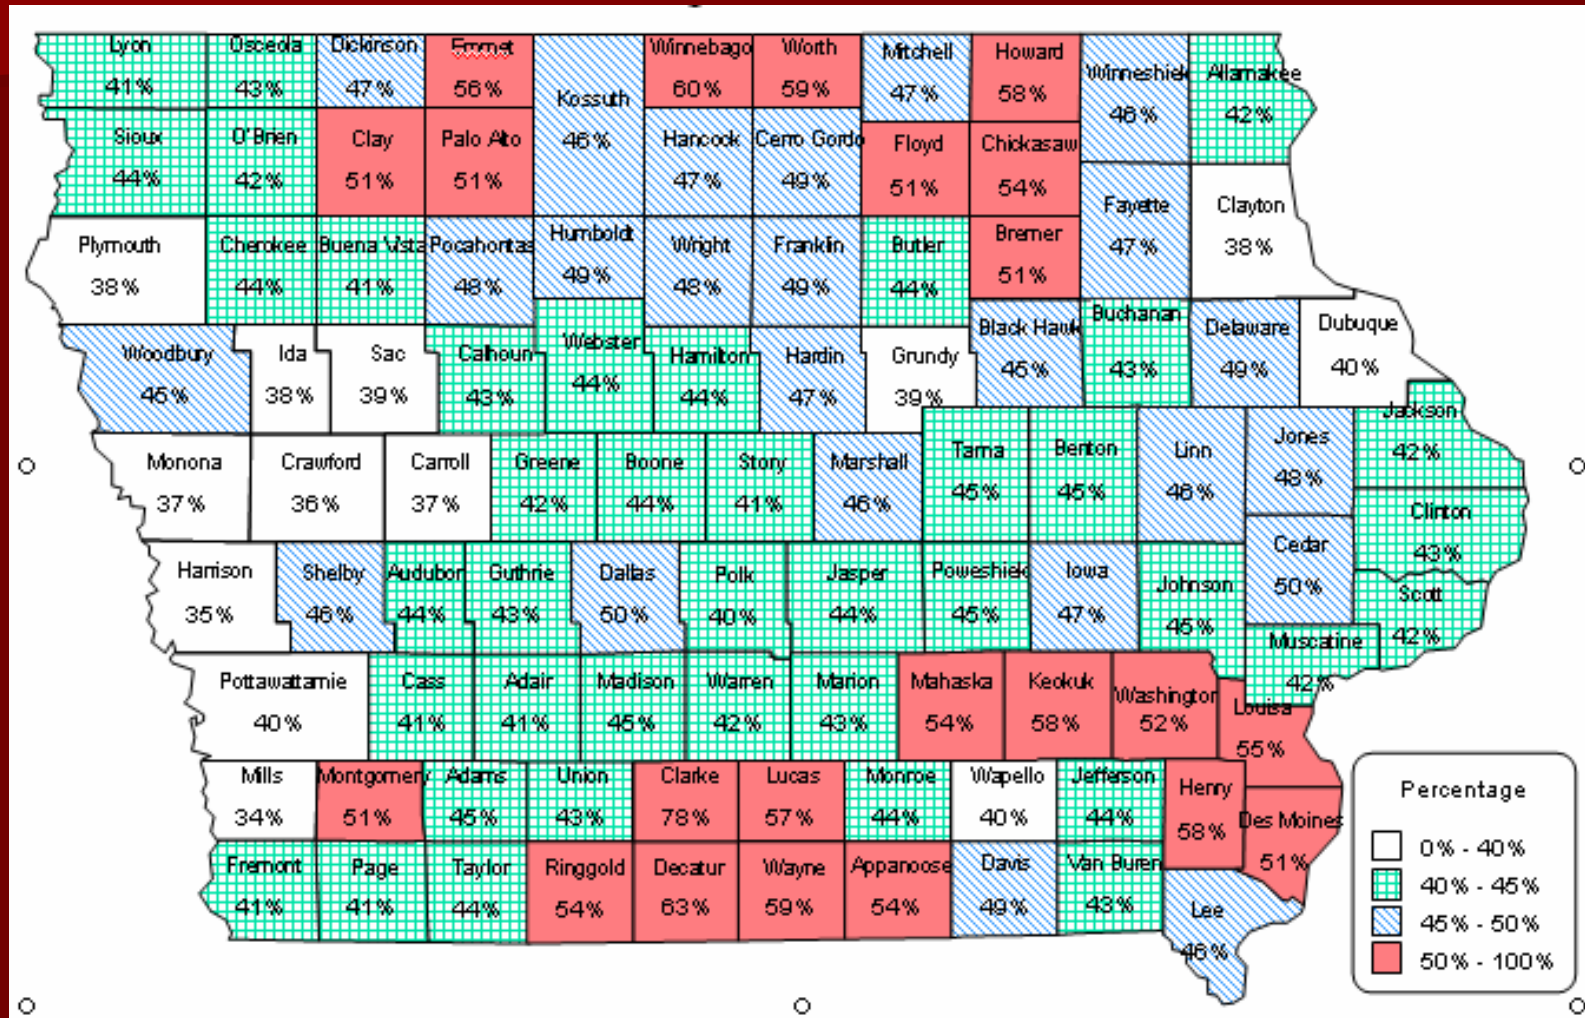 Lyon
41%
Osceola
43%
Dickinson
47%
Emmet
56%
Kossuth
46%
Winnebago
60%
Worth
59%
Mitchell
47%
Howard
58%
Winneshiek
46%
Allamakee
42%
Sioux
44%
O'Brien
42%
Clay
51%
Palo Alto
51%
Hancock
47%
Cerro Gordo
49%
Floyd
51%
Chickasaw
54%
Fayette
47%
Clayton
38%
Plymouth
38%
Cherokee
44%
Buena Vista
41%
Pocahontas
48%
Humboldt
49%
Wright
48%
Franklin
49%
Butler
44%
Bremer
51%
Woodbury
45%
Ida
38%
Sac
39%
Calhoun
43%
Webster
44%
Hamilton
44%
Hardin
47%
Grundy
39%
Black Hawk
45%
Buchanan
43%
Delaware
49%
Dubuque
40%
Monona
37%
Crawford
36%
Carroll
37%
Greene
42%
Boone
44%
Story
41%
Marshall
46%
Tama
45%
Benton
45%
Linn
46%
Jones
48%
Jackson
42%
Clinton
43%
Harrison
35%
Shelby
46%
Audubon
44%
Guthrie
43%
Dallas
50%
Polk
40%
Jasper
44%
Poweshiek
45%
Iowa
47%
Johnson
45%
Cedar
50%
Scott
42%
Muscatine
42%
Pottawattamie
40%
Cass
41%
Adair
41%
Madison
45%
Warren
42%
Marion
43%
Mahaska
54%
Keokuk
58%
Washington
52%
Louisa
55%
Mills
34%
Montgomery
51%
Adams
45%
Union
43%
Clarke
78%
Lucas
57%
Monroe
44%
Wapello
40%
Jefferson
44%
Henry
58%
Des Moines
51%
Fremont
41%
Page
41%
Taylor
44%
Ringgold
54%
Decatur
63%
Wayne
59%
Appanoose
54%
Davis
49%
Van Buren
43%
Lee
46%
Percentage
0% - 40%
40% - 45%
45% - 50%
50% - 100%